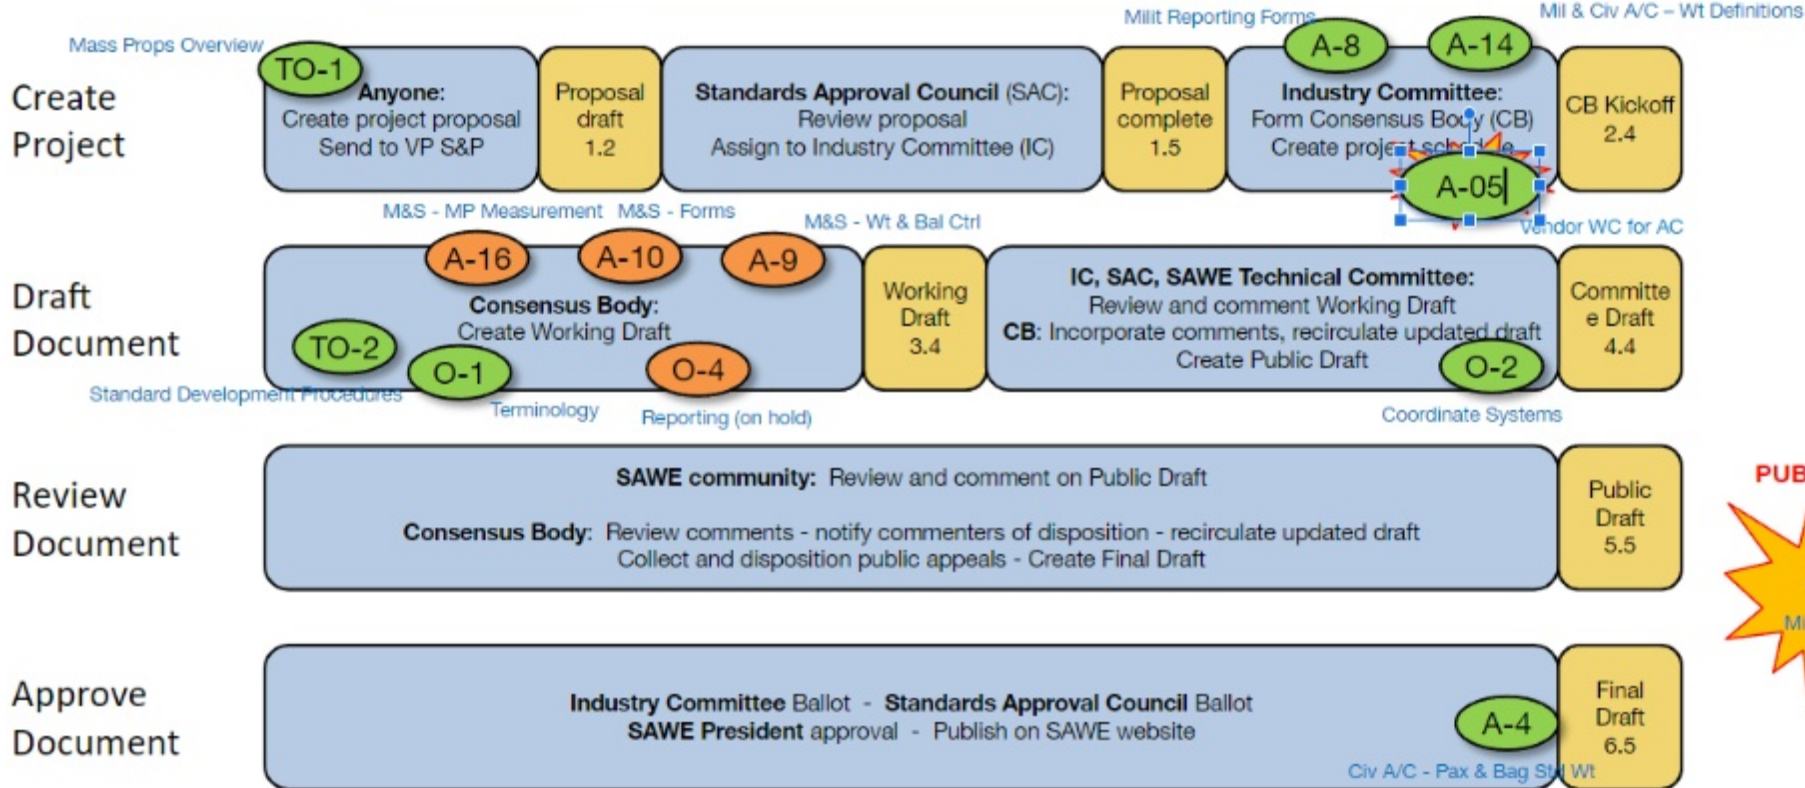 Milit Reporting Forms
Mil & Civ A/C – Wt Definitions
Mass Props Overview
TO-1
A-8
A-14
Create
Project
Anyone:
Create project proposal
Send to VP S&P
Proposal
draft
1.2
Standards Approval Council (SAC):
Review proposal
Assign to Industry Committee (IC)
Proposal
complete
1.5
Industry Committee:
Form Consensus Body (CB)
Create project schedule
CB Kickoff
2.4
A-05
Vendor WC for AC
M&S - MP Measurement
M&S - Forms
M&S - Wt & Bal Ctrl
A-16
A-10
A-9
Draft
Document
Consensus Body:
Create Working Draft
TO-2
O-1
O-4
Working
Draft
3.4
IC, SAC, SAWE Technical Committee:
Review and comment Working Draft
CB: Incorporate comments, recirculate updated draft
Create Public Draft
O-2
Committe
e Draft
4.4
Standard Development Procedures
Terminology
Reporting (on hold)
Coordinate Systems
Review
Document
SAWE community: Review and comment on Public Draft
Consensus Body: Review comments - notify commenters of disposition - recirculate updated draft
Collect and disposition public appeals - Create Final Draft
Public
Draft
5.5
PUB
Mi
Approve
Document
Industry Committee Ballot - Standards Approval Council Ballot
SAWE President approval - Publish on SAWE website
A-4
Final
Draft
6.5
Civ A/C - Pax & Bag Std Wt